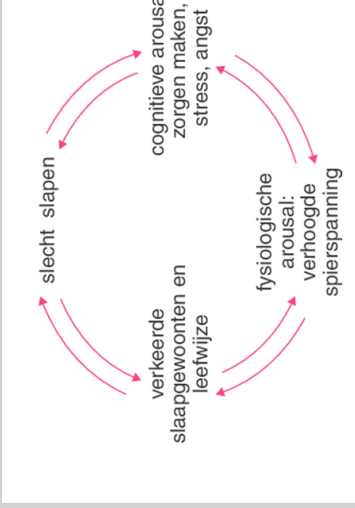 slecht slapen
cognitieve arousa
zorgen maken,
stress, angst
fysiologische
arousal:
verhoogde
spierspanning
verkeerde
slaapgewoonten en
leefwijze